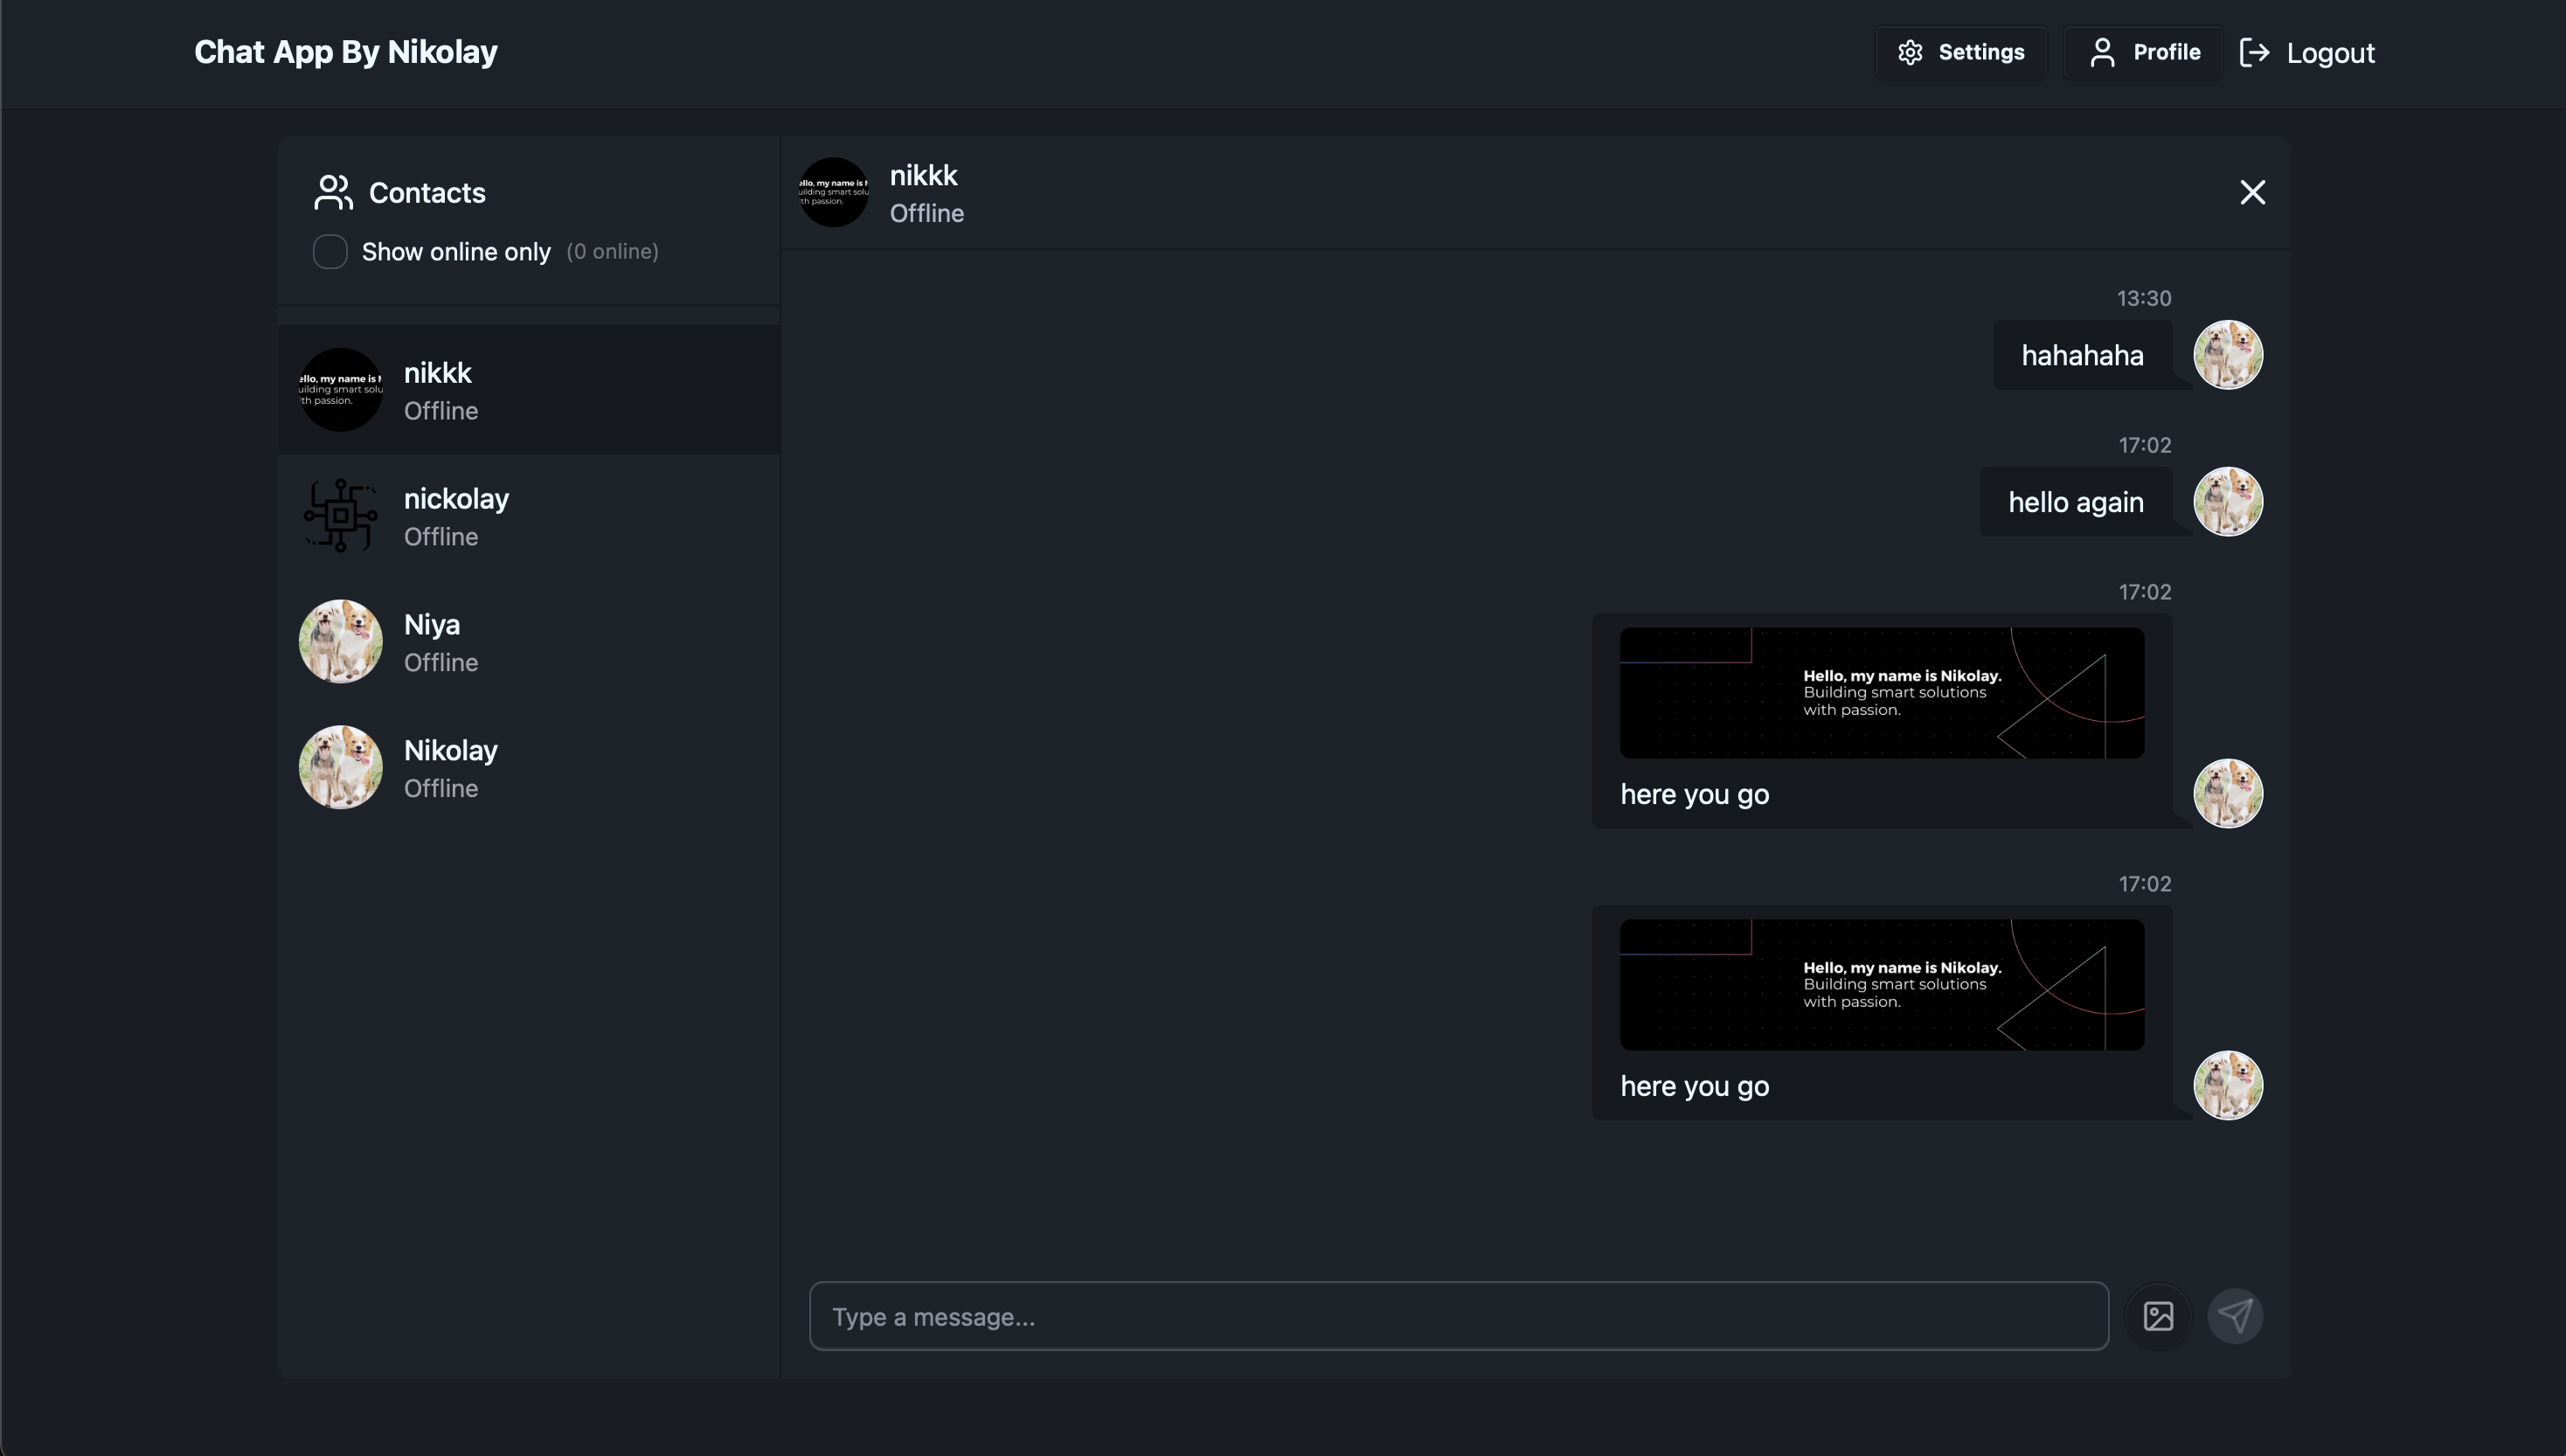 Chat App By Nikolay
Settings
Profile
Logout
Contacts
Show online only (0 online)
ello, my name is
uilding smart solu
th passion.
nikkk
Offline
nickolay
Offline
Niya
Offline
Nikolay
Offline
ello, my name is
uilding smart solu
th passion.
nikkk
Offline
13:30
hahahaha
17:02
hello again
17:02
Hello, my name is Nikolay.
Building smart solutions
with passion.
here you go
17:02
Hello, my name is Nikolay.
Building smart solutions
with passion.
here you go
Type a message...